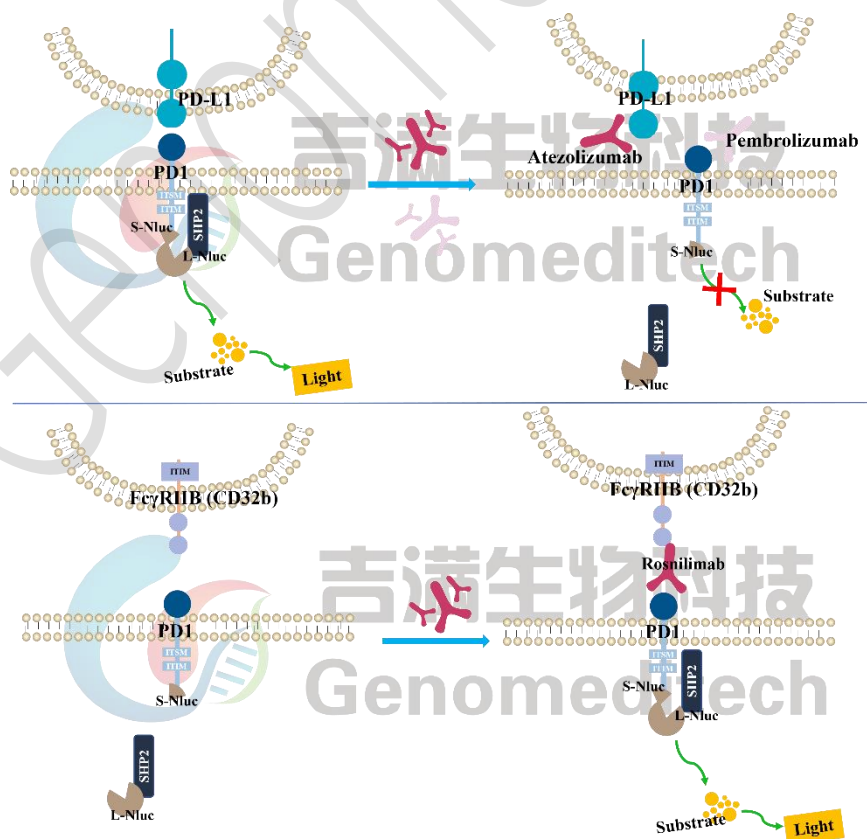 PD-L1
PD1
ITSM
ITIM
SHP2
S-Nluc
L-Nluc
Substrate
Light
PD-L1
Atezolizumab
Pembrolizumab
PD1
ITSM
ITIM
S-Nluc
Substrate
SHP2
L-Nluc
吉满生物科技
Genomeditech
ITIM
FcγRIIB (CD32b)
PD1
ITSM
ITIM
S-Nluc
SHP2
L-Nluc
ITIM
FcγRIIB (CD32b)
Rosnilimab
PD1
ITSM
ITIM
SHP2
S-Nluc
L-Nluc
Substrate
Light
吉满生物科技
Genomeditech